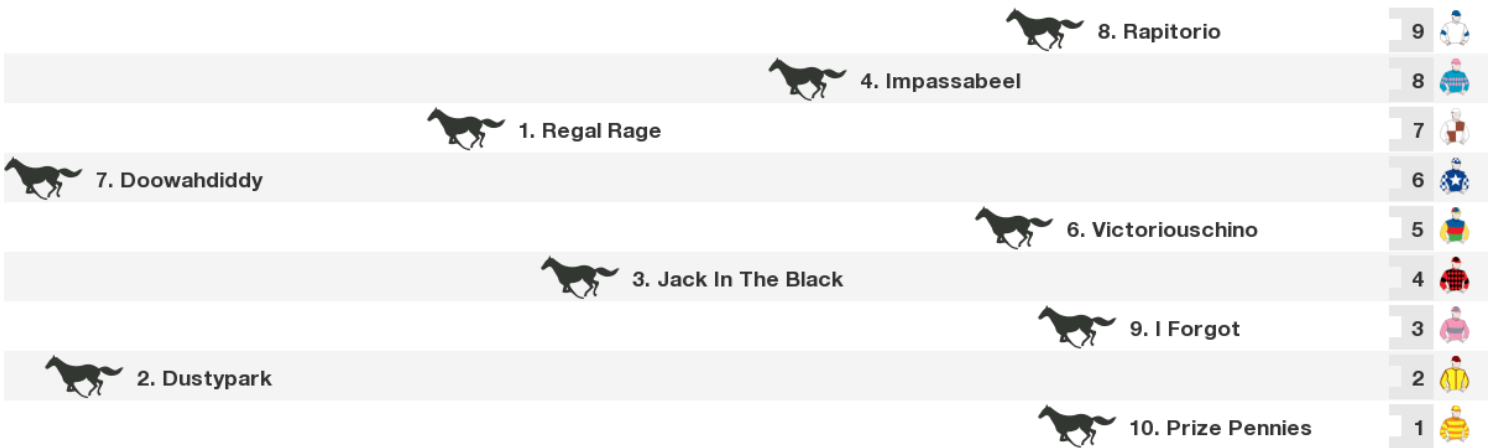 8. Rapitorio 9
4. Impassabeel 8
1. Regal Rage 7
7. Doowahdiddy 6
6. Victoriouschino 5
3. Jack In The Black 4
9. I Forgot 3
2. Dustypark 2
10. Prize Pennies 1